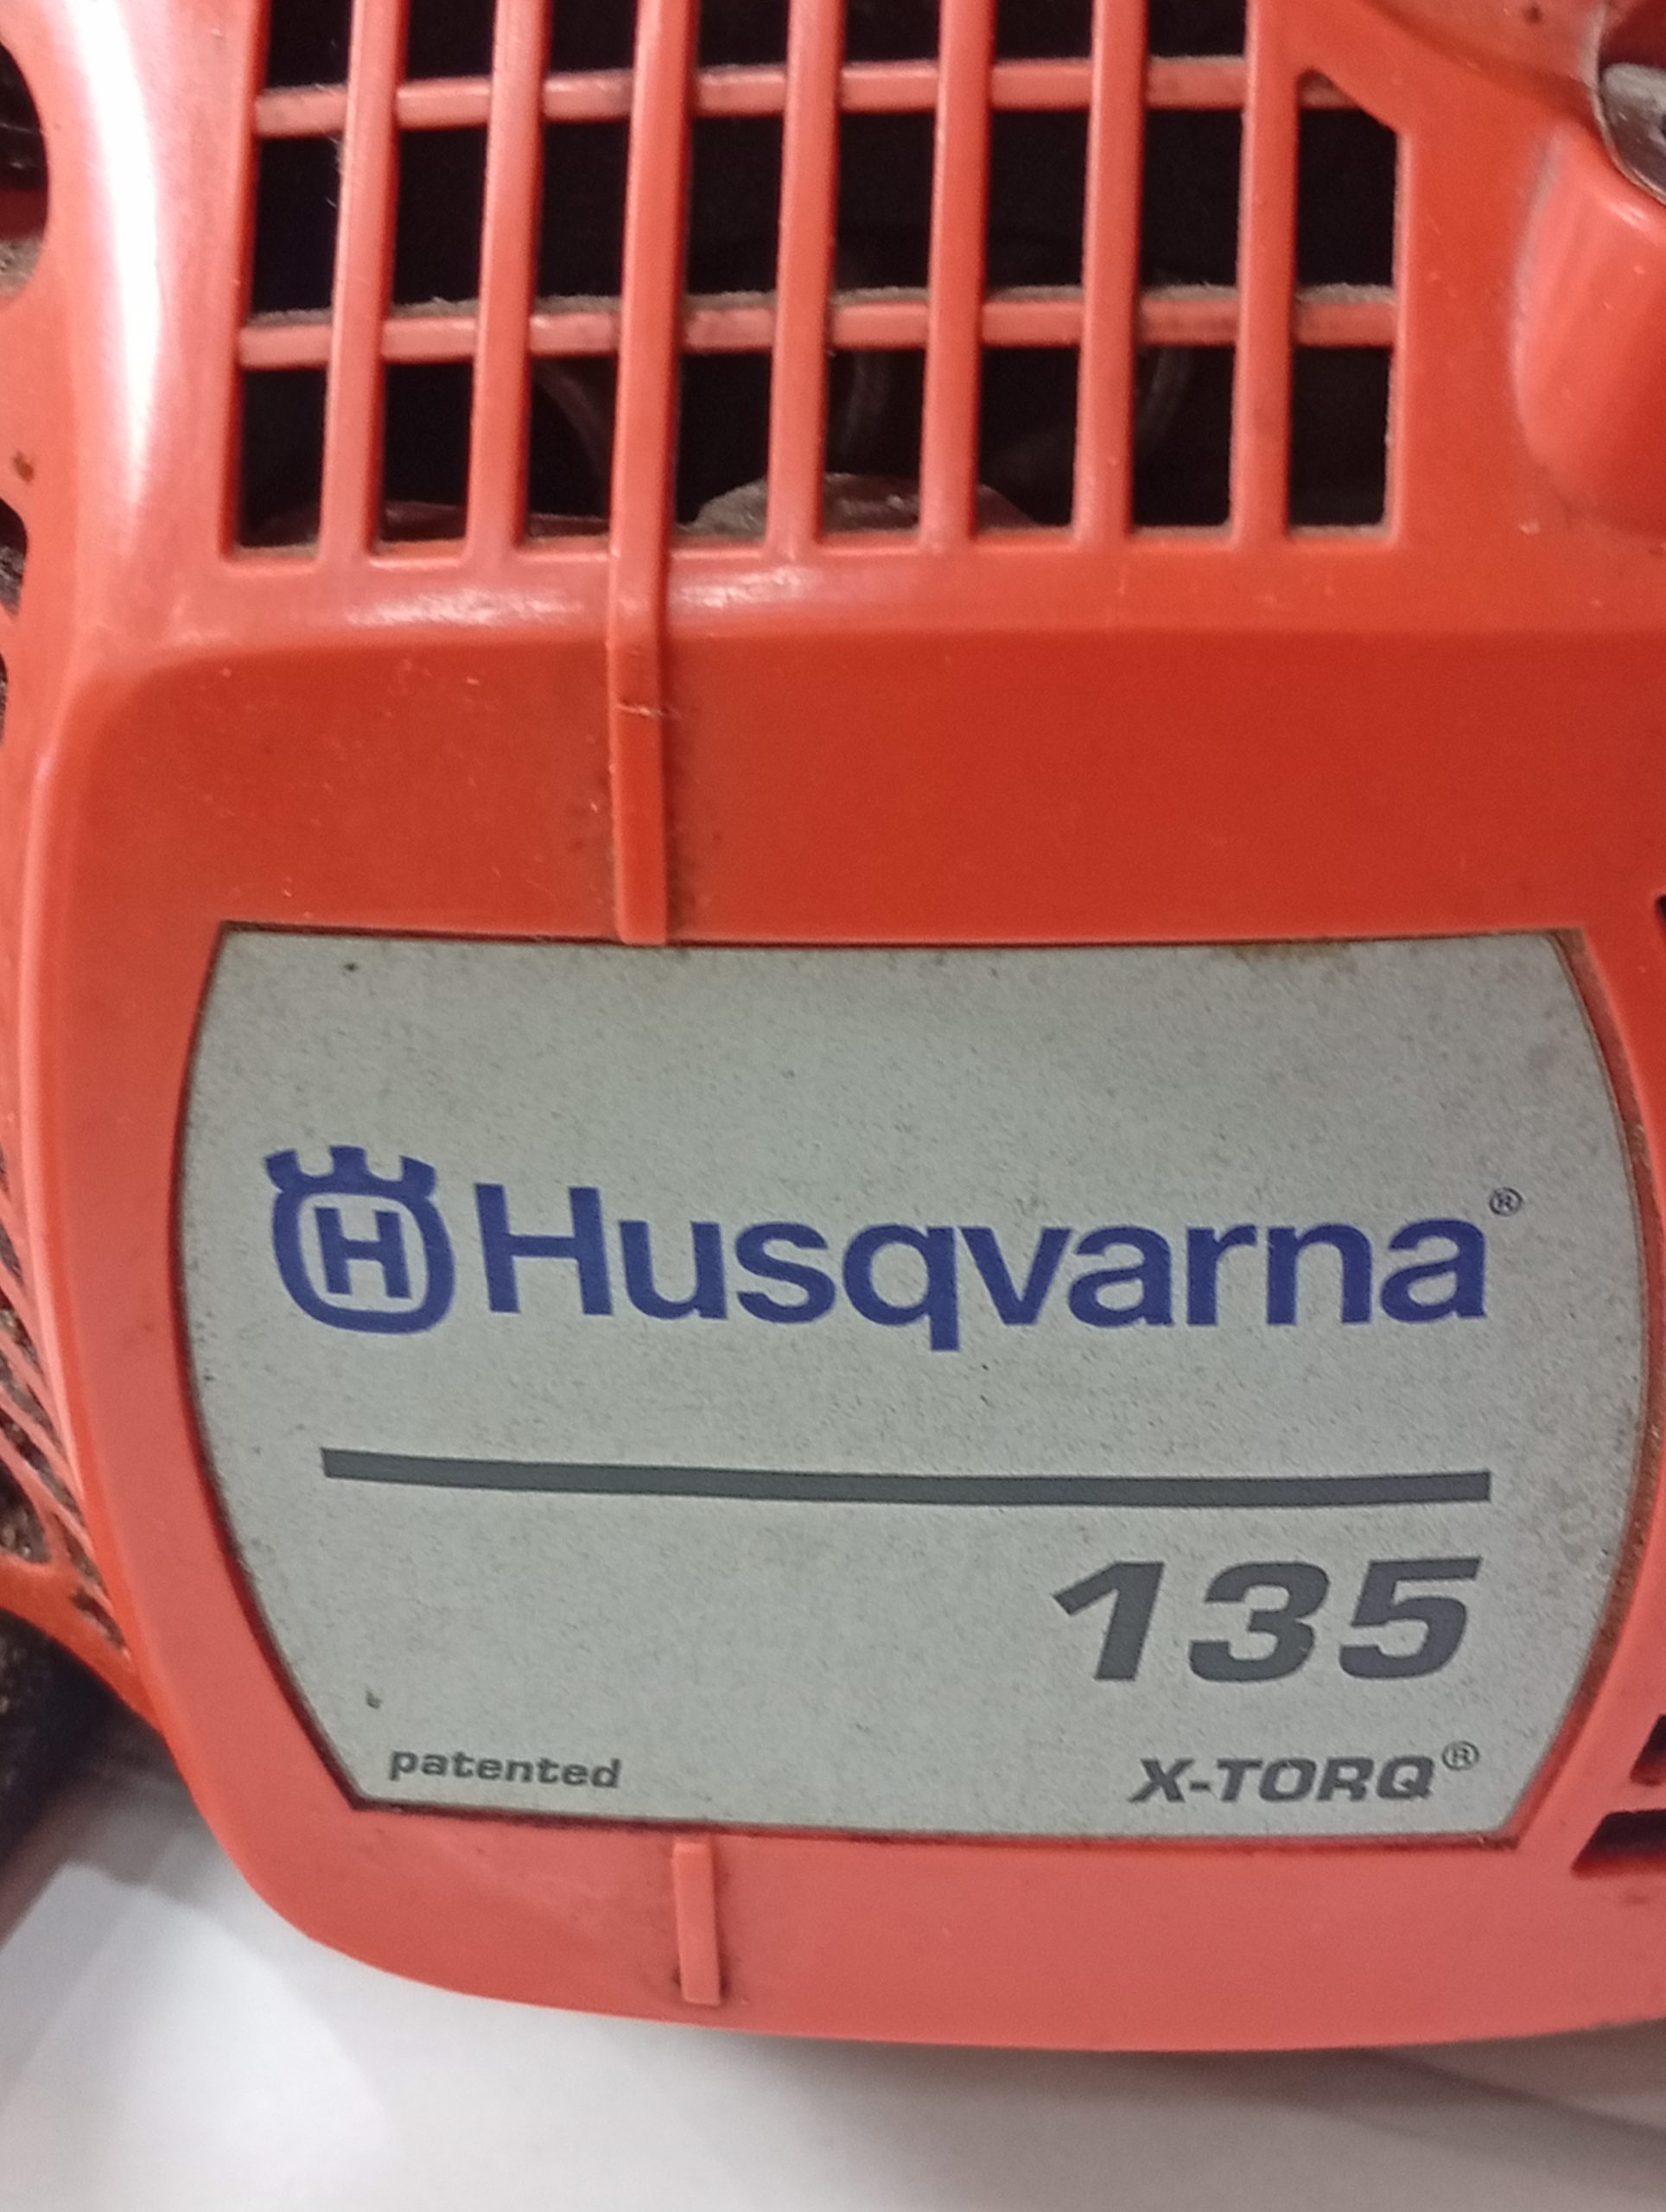 H Husqvarna®
135
patented X-TORQ®